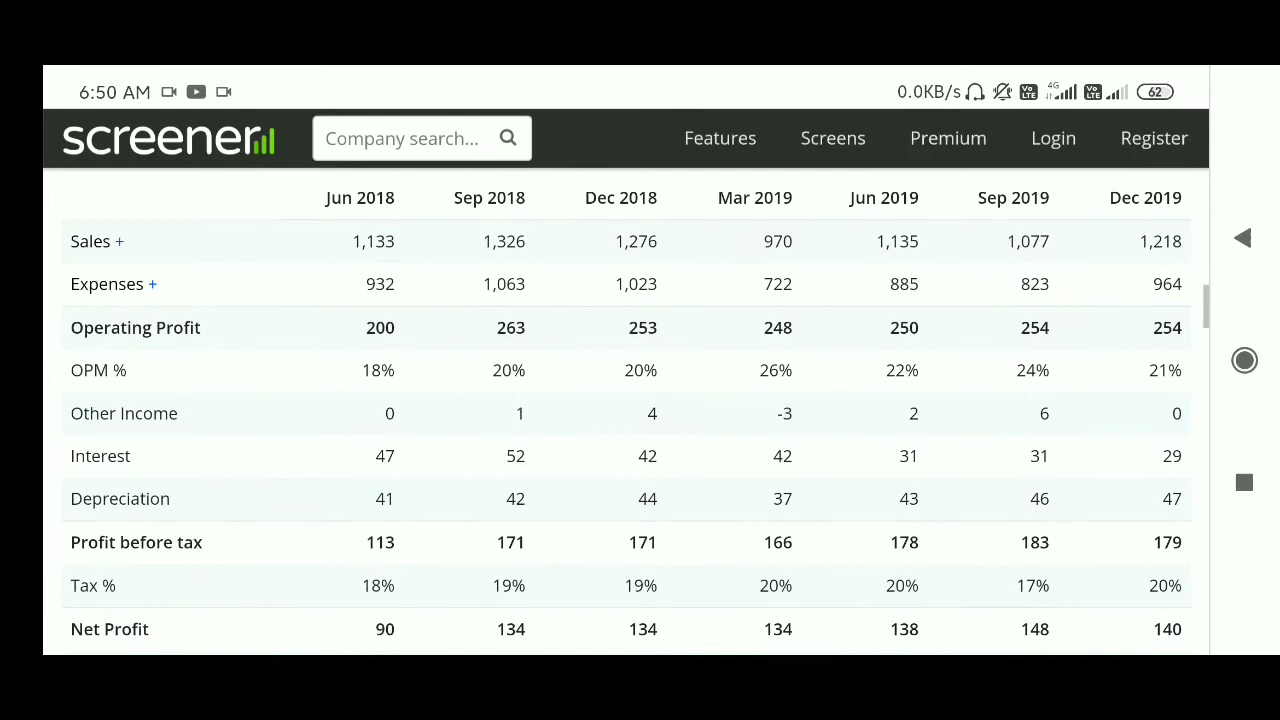 6:50 AM 0.0KB/s 4G Vo LTE Vo LTE 62
screener Company search... Features Screens Premium Login Register
Jun 2018 Sep 2018 Dec 2018 Mar 2019 Jun 2019 Sep 2019 Dec 2019
Sales + 1,133 1,326 1,276 970 1,135 1,077 1,218
Expenses + 932 1,063 1,023 722 885 823 964
Operating Profit 200 263 253 248 250 254 254
OPM % 18% 20% 20% 26% 22% 24% 21%
Other Income 0 1 4 -3 2 6 0
Interest 47 52 42 42 31 31 29
Depreciation 41 42 44 37 43 46 47
Profit before tax 113 171 171 166 178 183 179
Tax % 18% 19% 19% 20% 20% 17% 20%
Net Profit 90 134 134 134 138 148 140